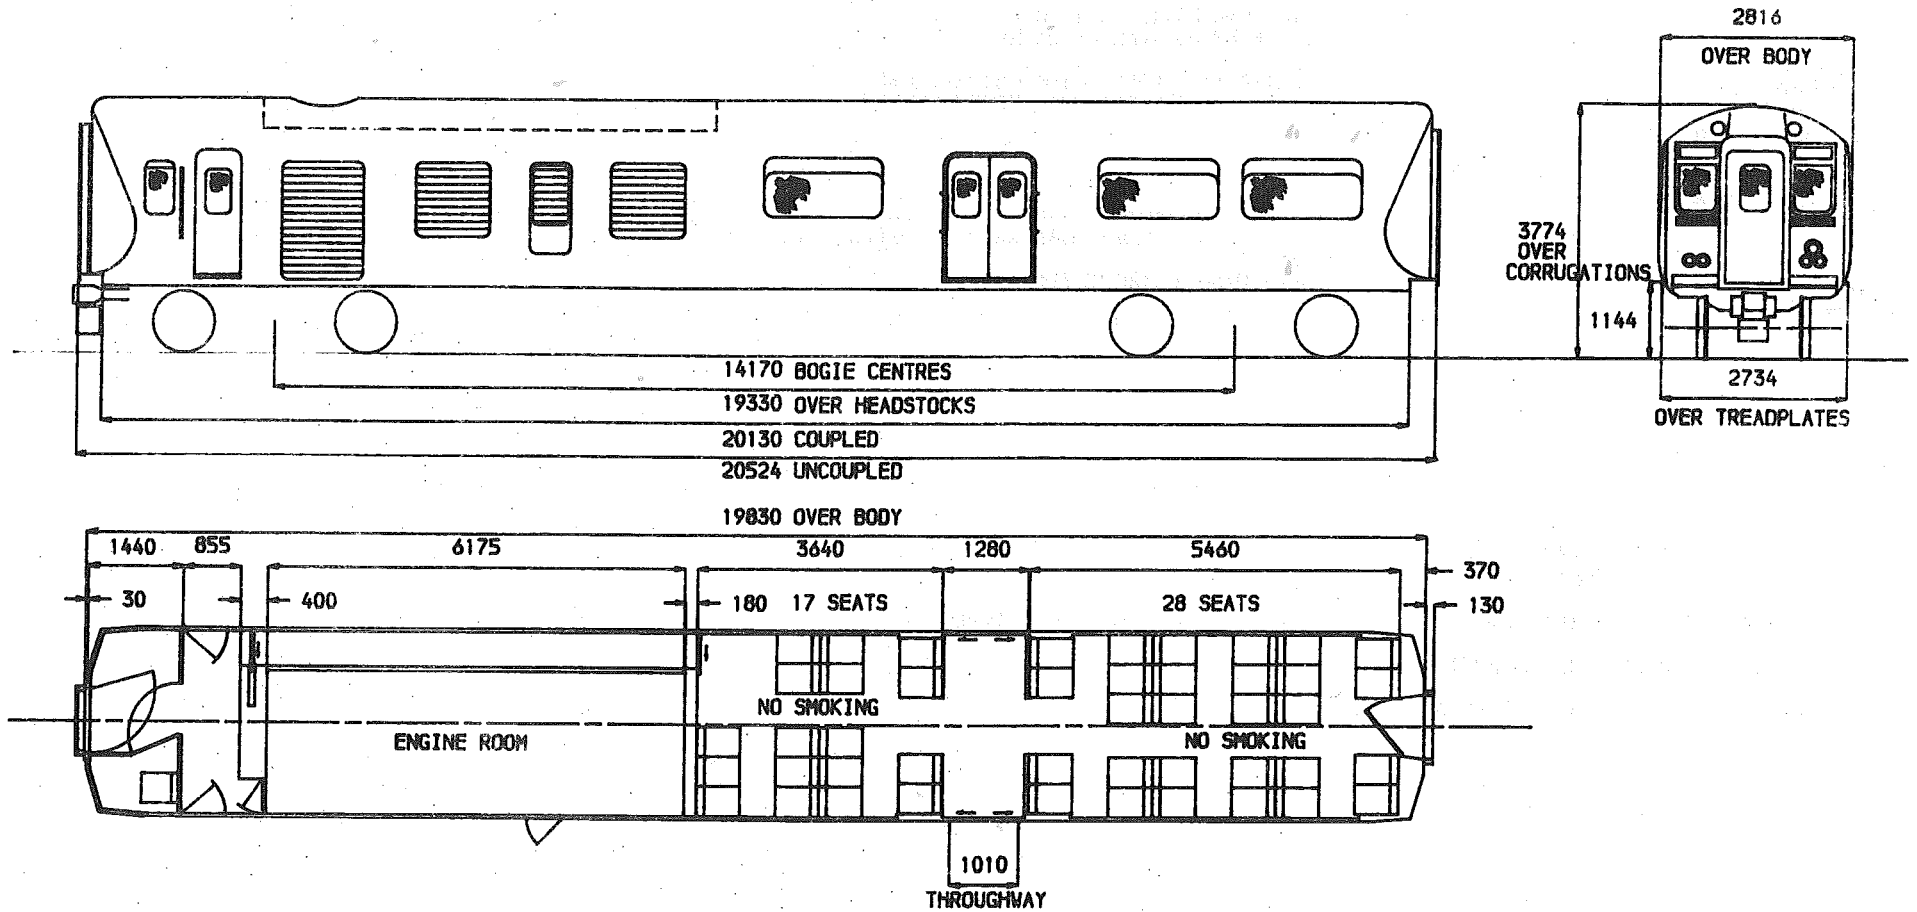 2816
OVER BODY
3774
OVER
CORRUGATIONS
1144
2734
OVER TREADPLATES
14170 BOGIE CENTRES
19330 OVER HEADSTOCKS
20130 COUPLED
20524 UNCOUPLED
19830 OVER BODY
1440 855 6175 3640 1280 5460
370
30 400 180 17 SEATS 28 SEATS 130
NO SMOKING
ENGINE ROOM NO SMOKING
1010
THROUGHWAY